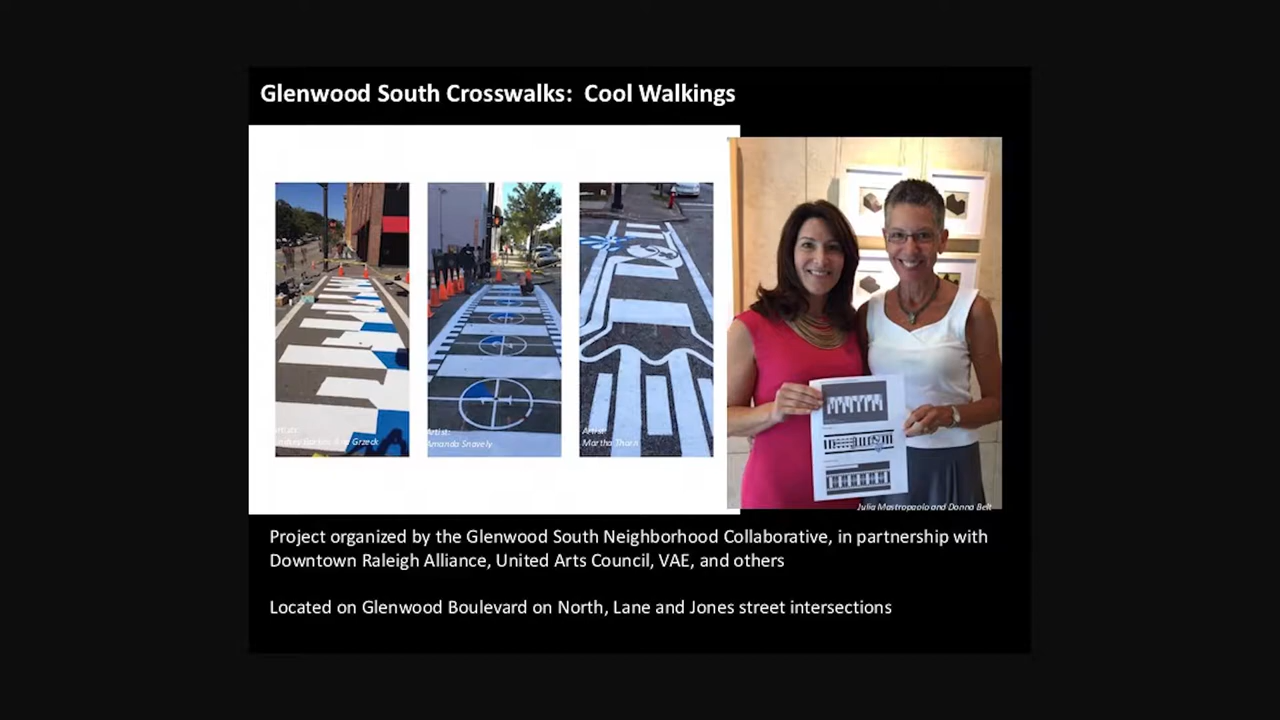 Glenwood South Crosswalks:  Cool Walkings
Artist:
Grzeck
Artist:
Amanda Snavely
Artist:
Martha Thorn
Julia Mastropaolo and Donna Belt
Project organized by the Glenwood South Neighborhood Collaborative, in partnership with
Downtown Raleigh Alliance, United Arts Council, VAE, and others
Located on Glenwood Boulevard on North, Lane and Jones street intersections